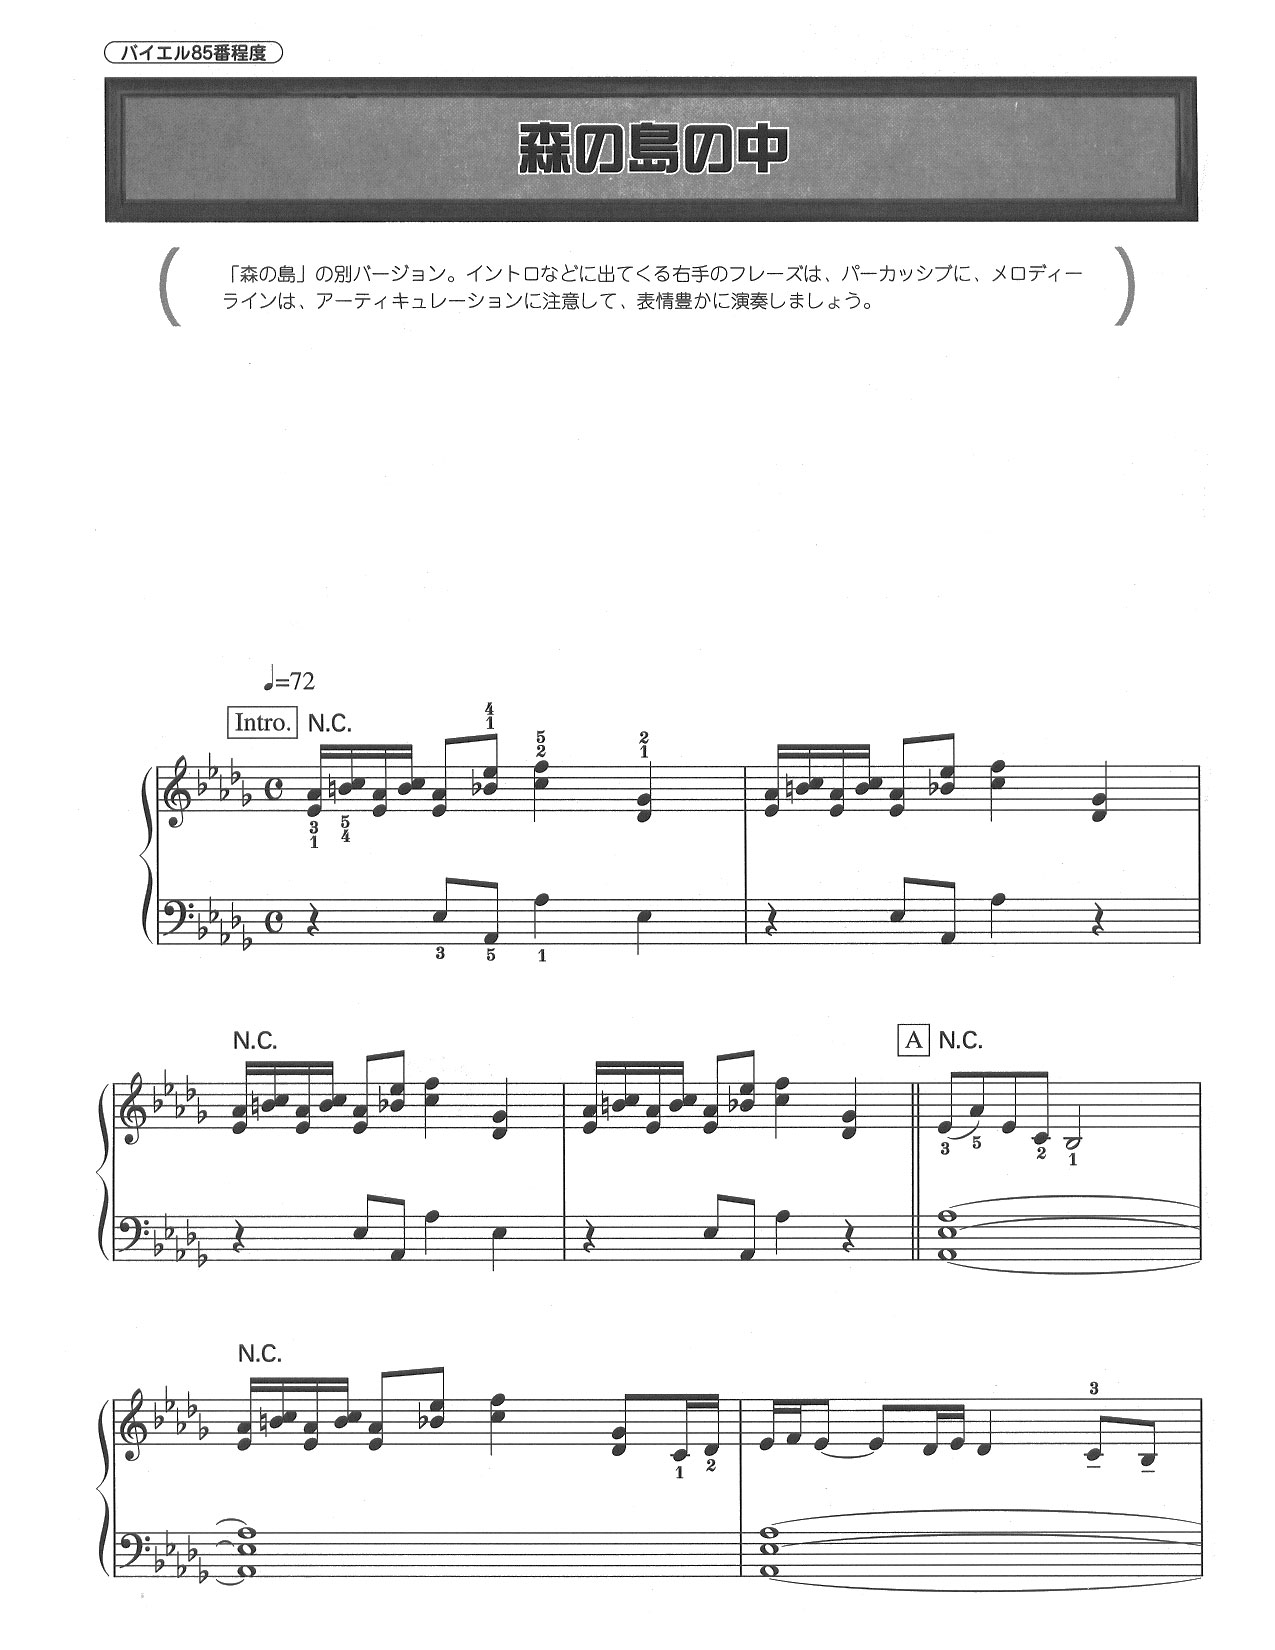 バイエル85番程度
森の島の中
「森の島」の別バージョン。イントロなどに出てくる右手のフレーズは、パーカッシブに、メロディー
ラインは、アーティキュレーションに注意して、表情豊かに演奏しましょう。
♩=72
Intro. N.C.
4
1
5
2
2
1
3
1
5
4
3 5 1
N.C.
A N.C.
3 5 2 1
N.C.
3
1 2